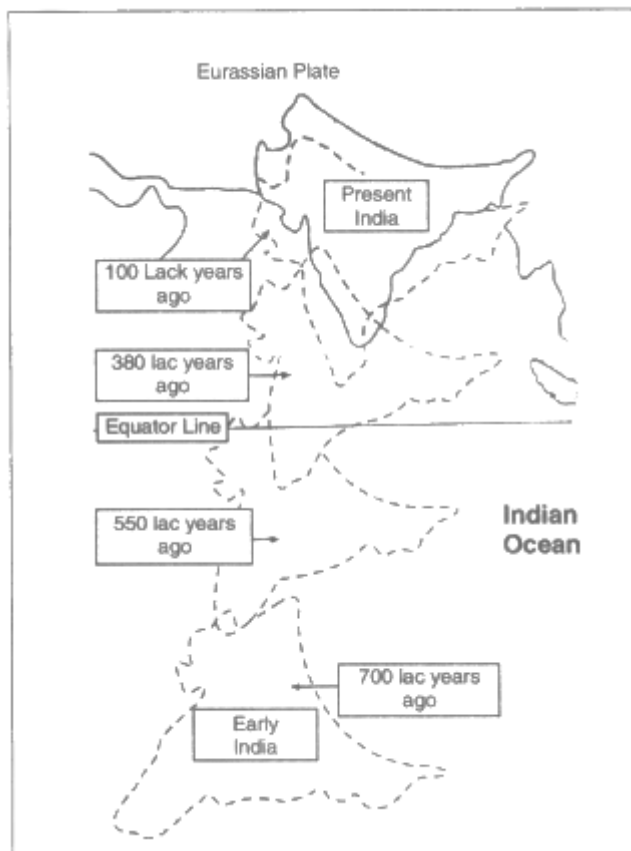 Eurassian Plate
Present
India
100 Lack years
ago
380 lac years
ago
Equator Line
550 lac years
ago
Indian
Ocean
700 lac years
ago
Early
India